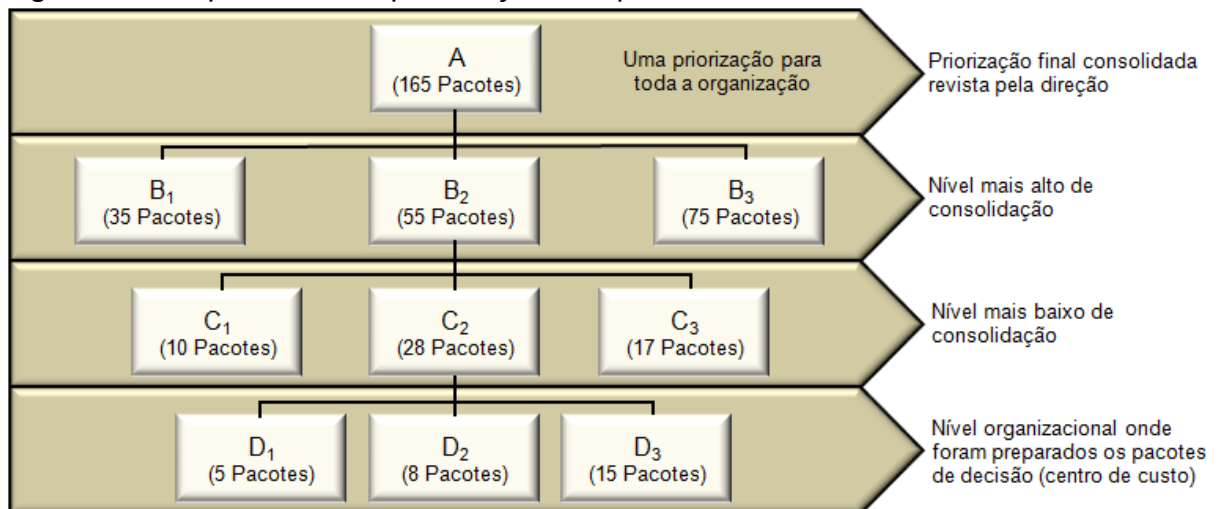 A
(165 Pacotes)
Uma priorização para
toda a organização
Priorização final consolidada
revista pela direção
B₁
(35 Pacotes)
B₂
(55 Pacotes)
B₃
(75 Pacotes)
Nível mais alto de
consolidação
C₁
(10 Pacotes)
C₂
(28 Pacotes)
C₃
(17 Pacotes)
Nível mais baixo de
consolidação
D₁
(5 Pacotes)
D₂
(8 Pacotes)
D₃
(15 Pacotes)
Nível organizacional onde
foram preparados os pacotes
de decisão (centro de custo)